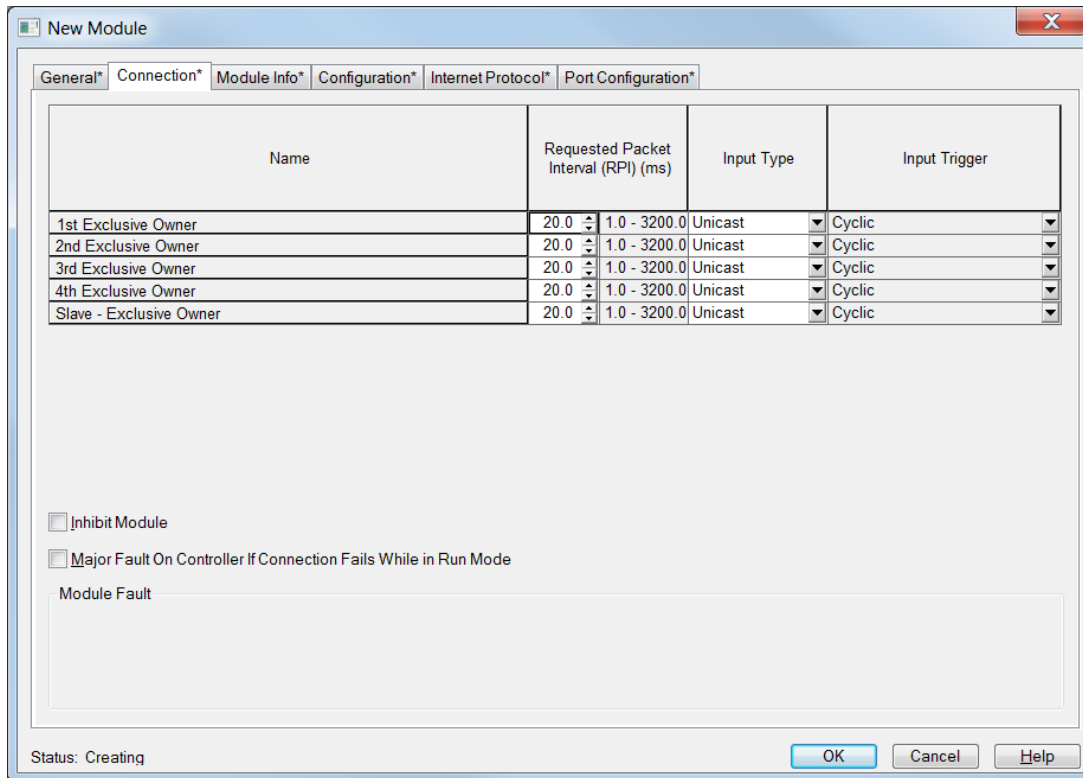 New Module
General* Connection* Module Info* Configuration* Internet Protocol* Port Configuration*
Name Requested Packet Interval (RPI) (ms) Input Type Input Trigger
1st Exclusive Owner 20.0 1.0 - 3200.0 Unicast Cyclic
2nd Exclusive Owner 20.0 1.0 - 3200.0 Unicast Cyclic
3rd Exclusive Owner 20.0 1.0 - 3200.0 Unicast Cyclic
4th Exclusive Owner 20.0 1.0 - 3200.0 Unicast Cyclic
Slave - Exclusive Owner 20.0 1.0 - 3200.0 Unicast Cyclic
Inhibit Module
Major Fault On Controller If Connection Fails While in Run Mode
Module Fault
Status: Creating OK Cancel Help